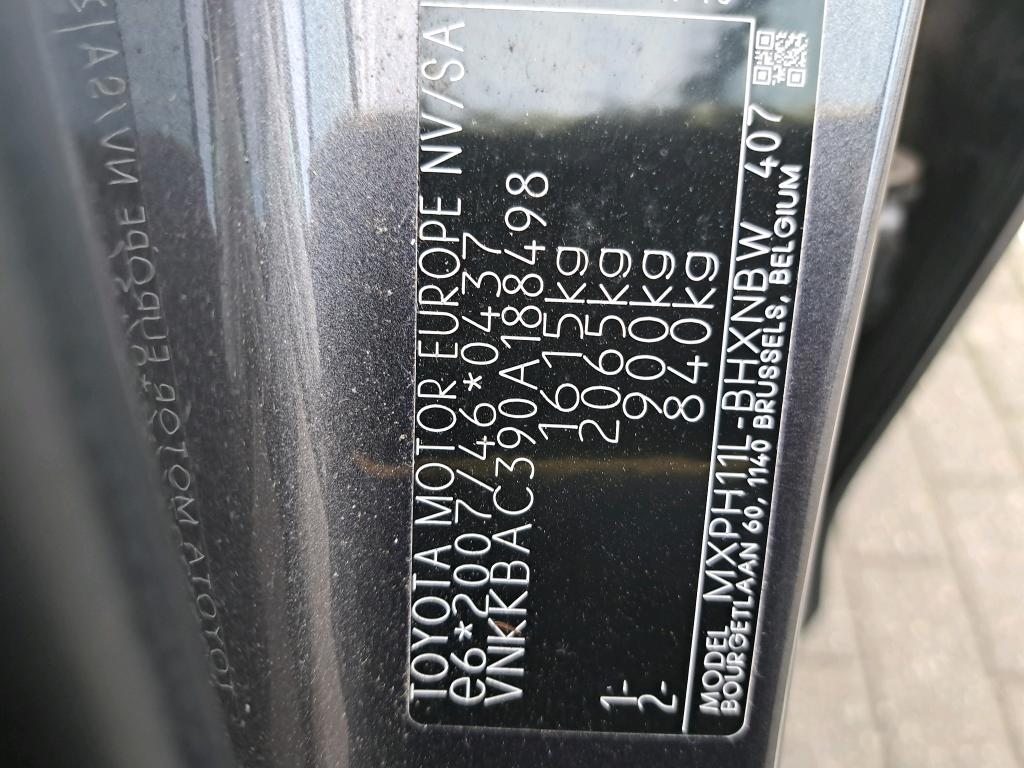 TOYOTA MOTOR EUROPE NV/SA
e6*2007/46*0437
VNKKBAC390A188498
1615kg
2065kg
1- 900kg
2- 840kg
MODEL MXPH11L-BHXNBW 407
BOURGETLAAN 60, 1140 BRUSSELS, BELGIUM